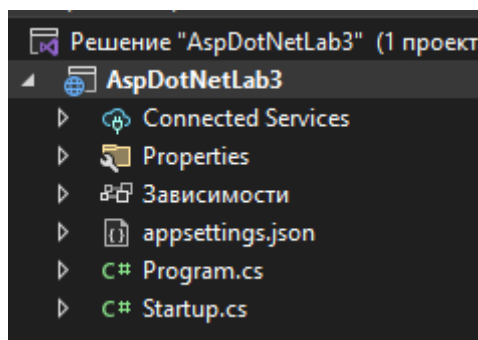 Решение "AspDotNetLab3" (1 проект
AspDotNetLab3
Connected Services
Properties
Зависимости
appsettings.json
C# Program.cs
C# Startup.cs